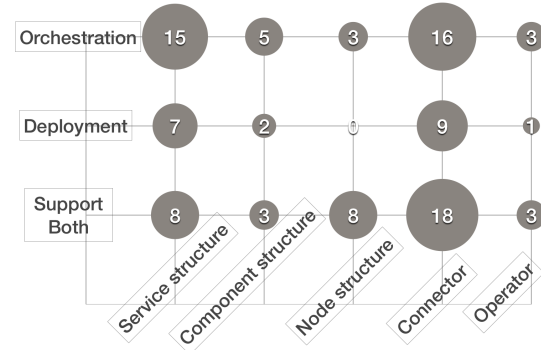 Orchestration 15 5 3 16 3
Deployment 7 2 0 9 1
Support
Both
8 3 8 18 3
Service structure
Component structure
Node structure
Connector
Operator